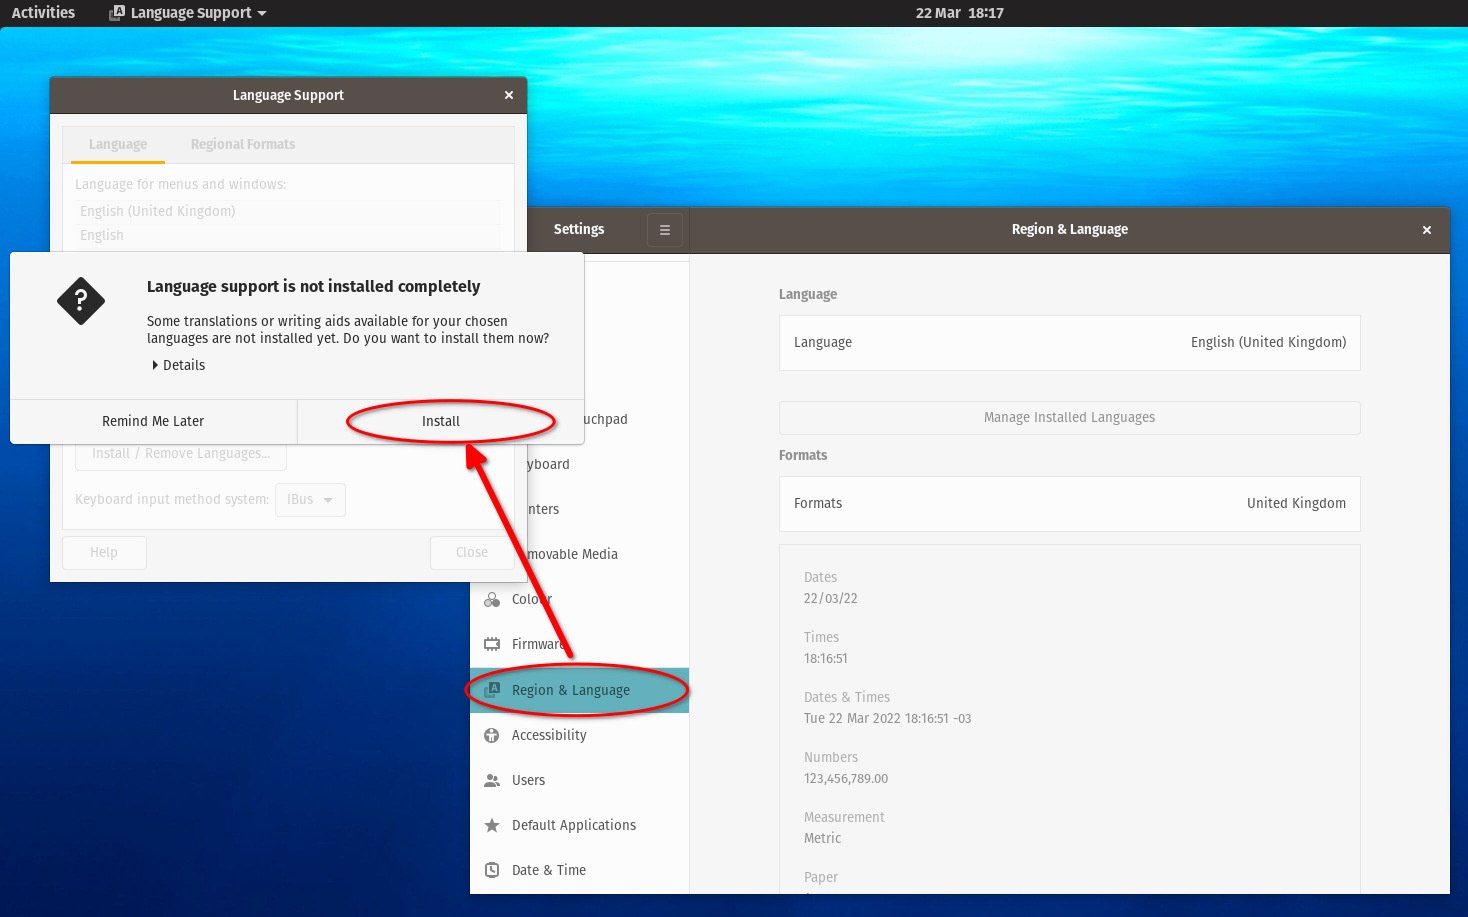 Activities
Language Support
22 Mar 18:17
Language Support
Language
Regional Formats
Language for menus and windows:
English (United Kingdom)
English
Language support is not installed completely
Some translations or writing aids available for your chosen
languages are not installed yet. Do you want to install them now?
Details
Remind Me Later
Install
Install / Remove Languages...
Keyboard input method system:
IBus
Help
Close
Settings
uchpad
yboard
nters
movable Media
Colour
Firmware
Region & Language
Accessibility
Users
Default Applications
Date & Time
Region & Language
Language
Language
English (United Kingdom)
Manage Installed Languages
Formats
Formats
United Kingdom
Dates
22/03/22
Times
18:16:51
Dates & Times
Tue 22 Mar 2022 18:16:51 -03
Numbers
123,456,789.00
Measurement
Metric
Paper